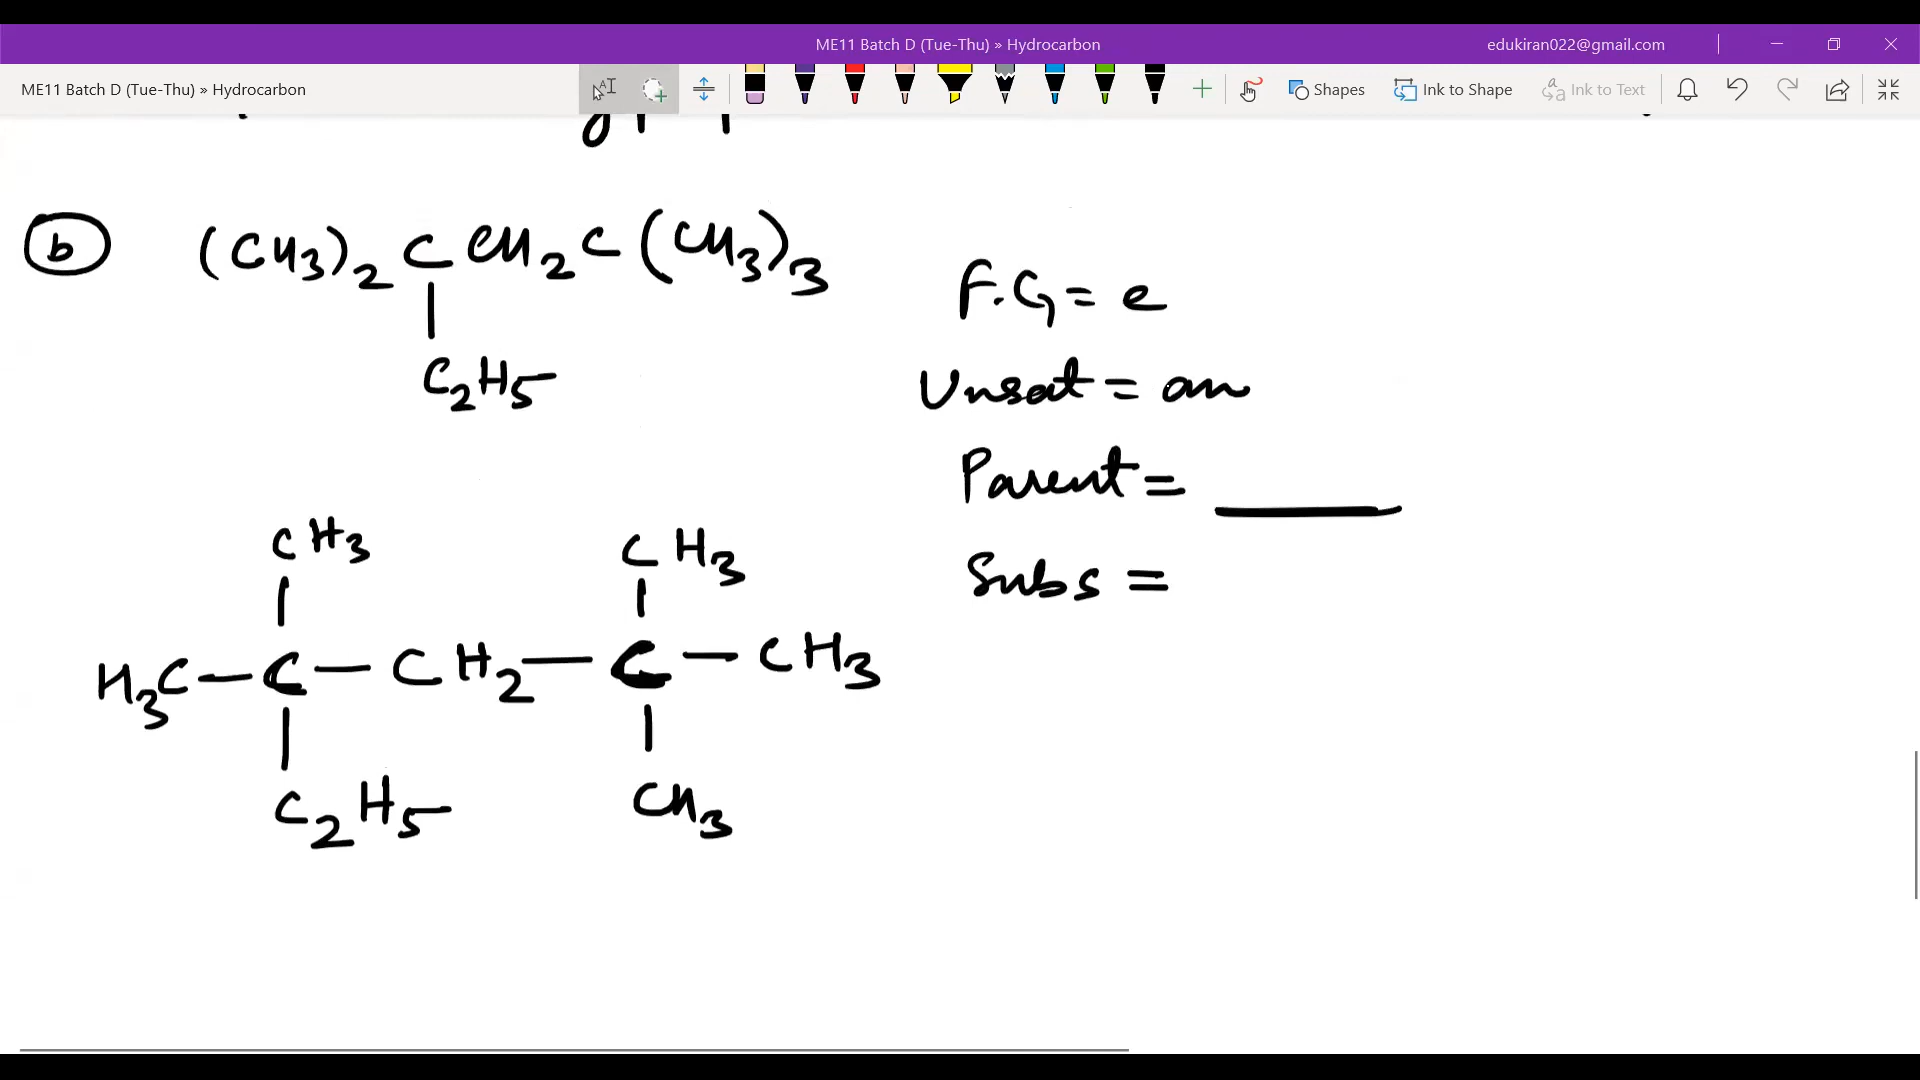 ME11 Batch D (Tue-Thu) » Hydrocarbon
edukiran022@gmail.com
ME11 Batch D (Tue-Thu) » Hydrocarbon
Shapes
Ink to Shape
Ink to Text
b (CH3)2 C CH2 C (CH3)3
C2H5
F.G = e
Unsat = an
Parent = ____
Subs =
CH3 CH3
H3C - C - CH2 - C - CH3
C2H5 CH3